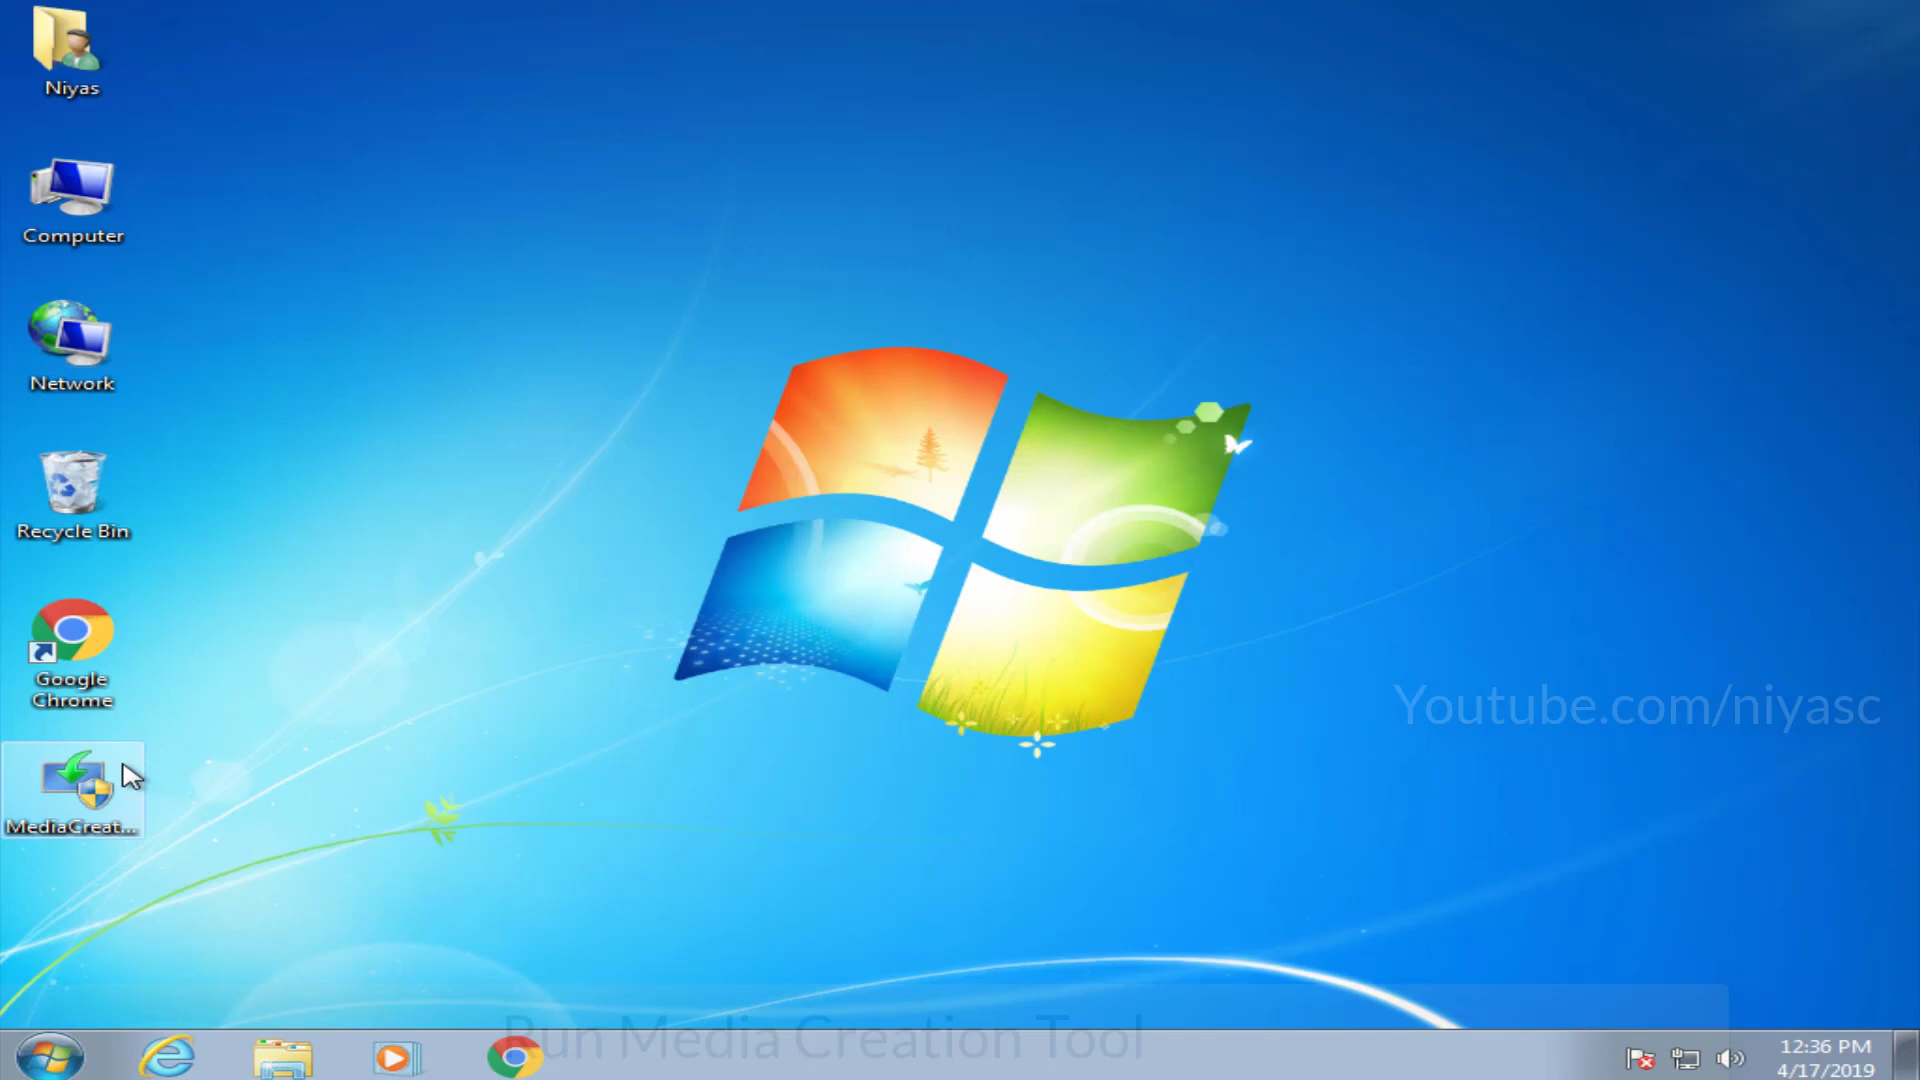 Niyas
Computer
Network
Recycle Bin
Google
Chrome
MediaCreat...
Youtube.com/niyasc
Run Media Creation Tool
12:36 PM
4/17/2019